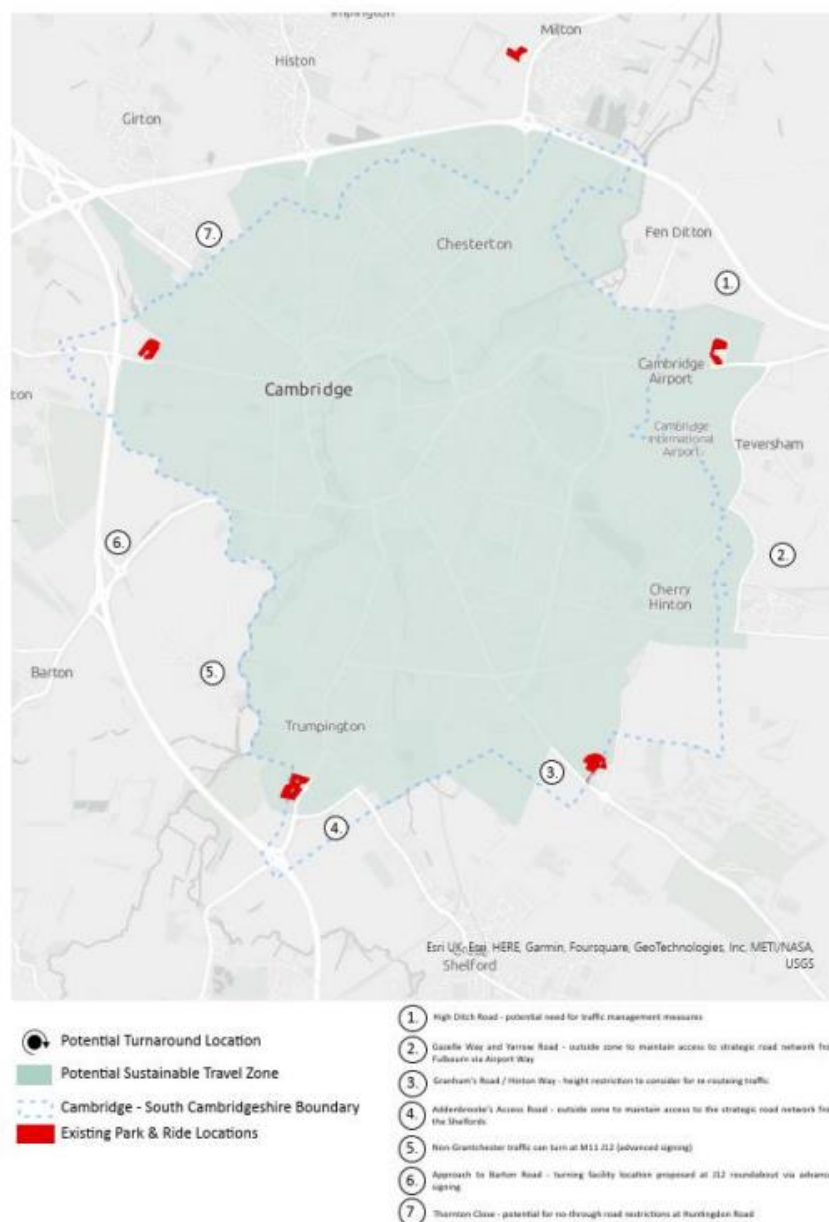 Impington
Milton
Histon
Girton
7.
Chesterton
Fen Ditton
1.
Cambridge
Airport
Cambridge
ton
Cambridge
International
Airport
Teversham
6.
2.
Cherry
Hinton
Barton
5.
Trumpington
3.
4.
Esri UK, Esri, HERE, Garmin, Foursquare, GeoTechnologies, Inc, METI/NASA,
USGS
Shelford
Potential Turnaround Location
Potential Sustainable Travel Zone
Cambridge - South Cambridgeshire Boundary
Existing Park & Ride Locations
1. High Ditch Road - potential need for traffic management measures
2. Gazelle Way and Yarrow Road - outside zone to maintain access to strategic road network fro
Fulbourn via Airport Way
3. Granham's Road / Hinton Way - height restriction to consider for re-routeing traffic
4. Addenbrooke's Access Road - outside zone to maintain access to the strategic road network fro
the Shelfords
5. Non-Grantchester traffic can turn at M11 J12 (advanced signing)
6. Approach to Barton Road - turning facility location proposed at J12 roundabout via advance
signing
7 Thornton Close - potential for no-through road restrictions at Huntingdon Road